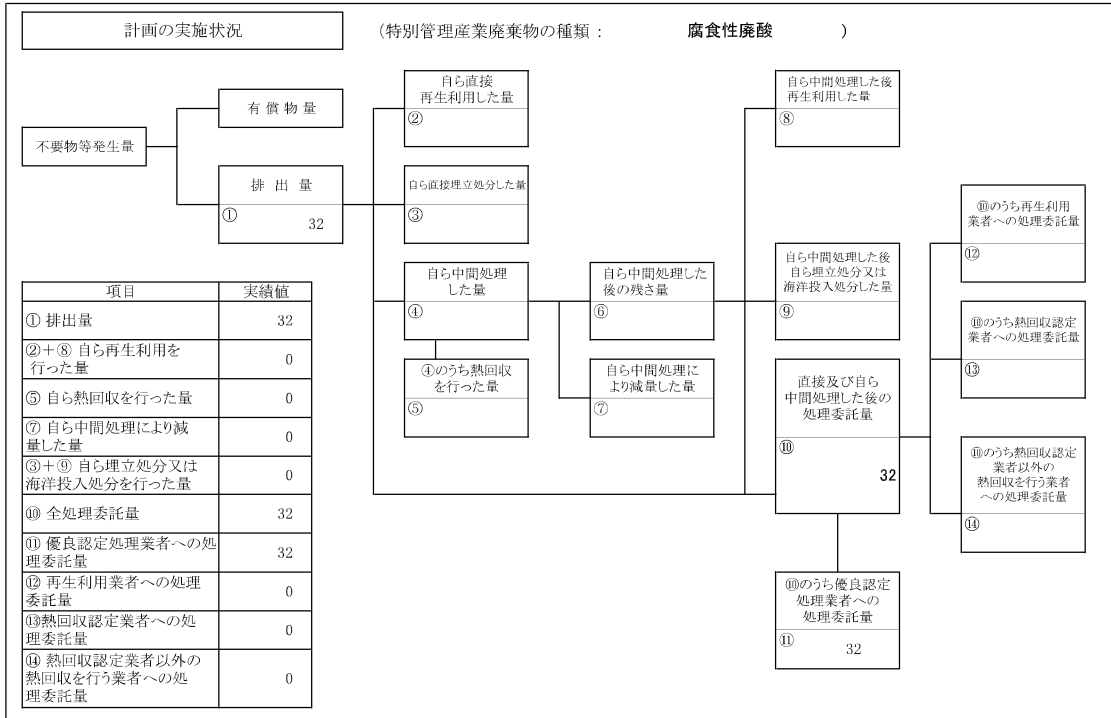 計画の実施状況
(特別管理産業廃棄物の種類： 腐食性廃酸 )
自ら直接
再生利用した量
②
自ら中間処理した後
再生利用した量
⑧
有償物量
不要物等発生量
排出量
①
32
自ら直接埋立処分した量
③
⑩のうち再生利用
業者への処理委託量
⑫
自ら中間処理
した量
④
自ら中間処理した
後の残さ量
⑥
自ら中間処理した後
自ら埋立処分又は
海洋投入処分した量
⑨
⑩のうち熱回収認定
業者への処理委託量
⑬
④のうち熱回収
を行った量
⑤
自ら中間処理に
より減量した量
⑦
直接及び自ら
中間処理した後の
処理委託量
⑩
32
⑩のうち熱回収認定
業者以外の
熱回収を行う業者
への処理委託量
⑭
⑩のうち優良認定
処理業者への
処理委託量
⑪
32
項目 実績値
① 排出量 32
②＋⑧ 自ら再生利用を
行った量 0
⑤ 自ら熱回収を行った量 0
⑦ 自ら中間処理により減
量した量 0
③＋⑨ 自ら埋立処分又は
海洋投入処分を行った量 0
⑩ 全処理委託量 32
⑪ 優良認定処理業者への処
理委託量 32
⑫ 再生利用業者への処理
委託量 0
⑬熱回収認定業者への処
理委託量 0
⑭ 熱回収認定業者以外の
熱回収を行う業者への処
理委託量 0